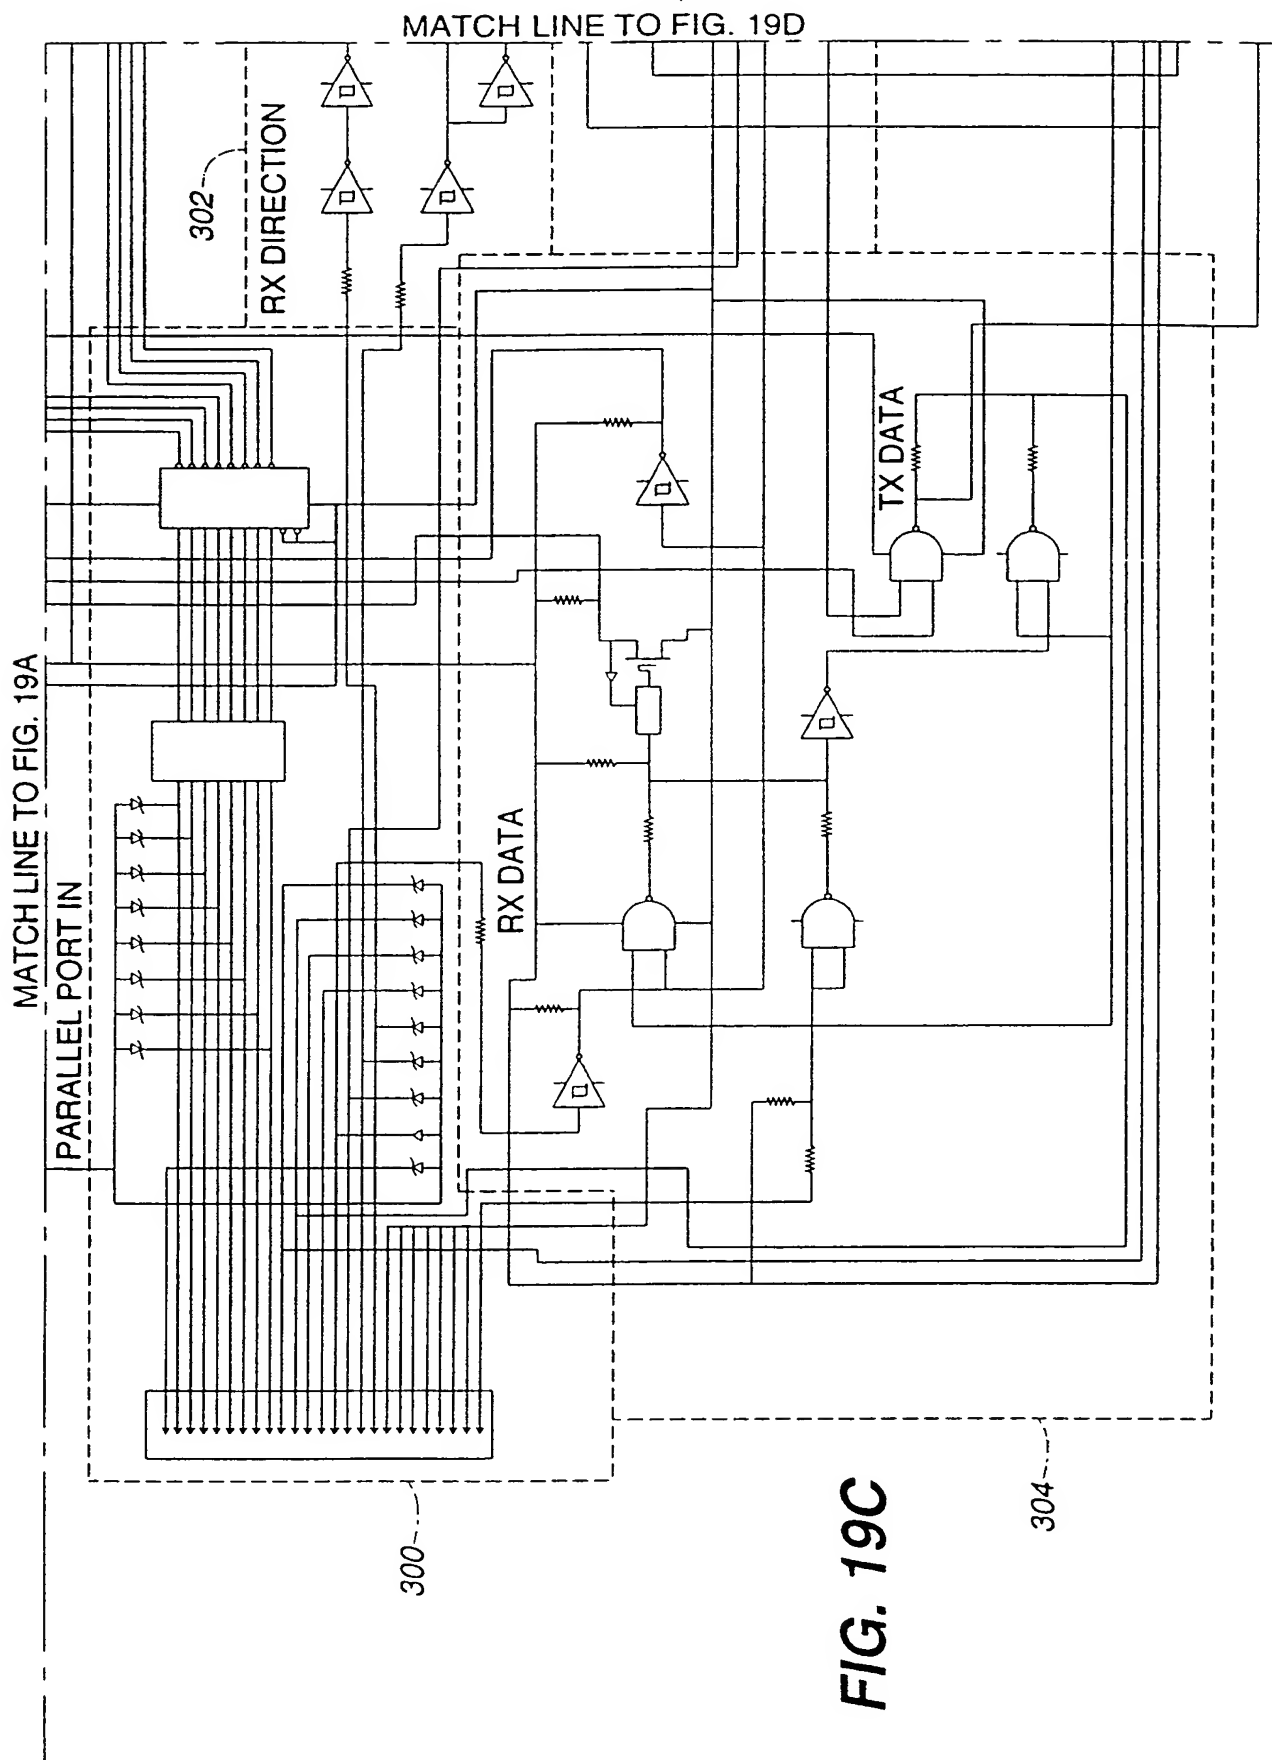 MATCH LINE TO FIG. 19D
MATCH LINE TO FIG. 19A
302
RX DIRECTION
PARALLEL PORT IN
RX DATA
TX DATA
300
304
FIG. 19C